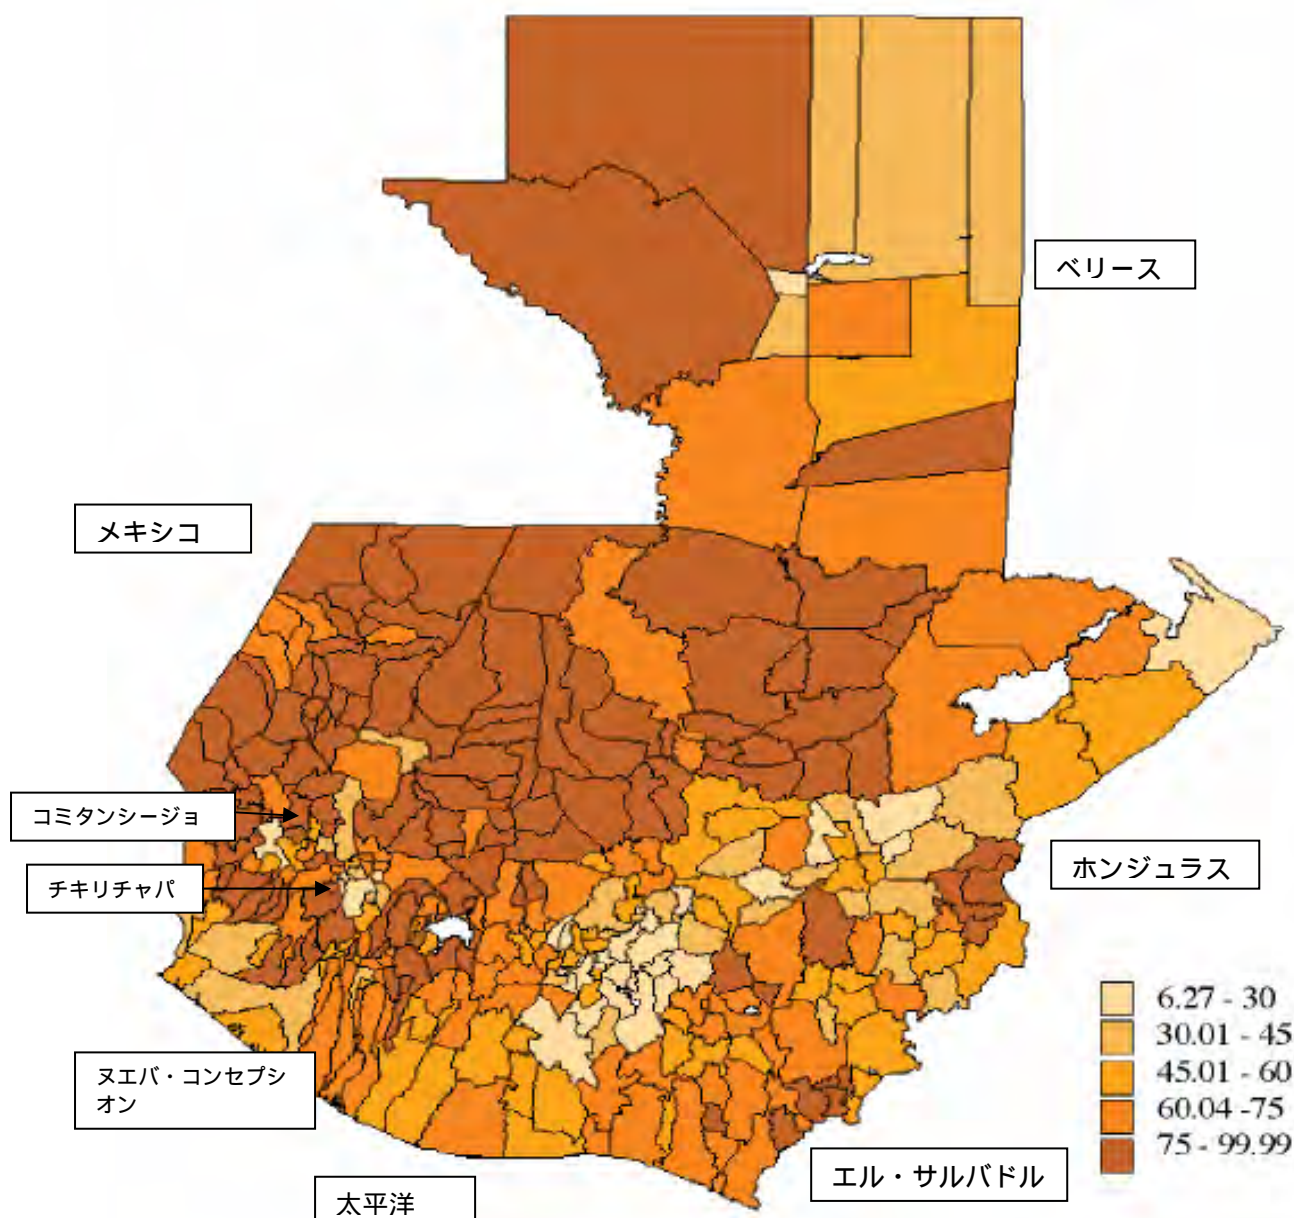 ベリース
メキシコ
コミタンシージョ
チキリチャパ
ホンジュラス
6.27 - 30
30.01 - 45
45.01 - 60
60.04 -75
75 - 99.99
ヌエバ・コンセプシ
オン
エル・サルバドル
太平洋